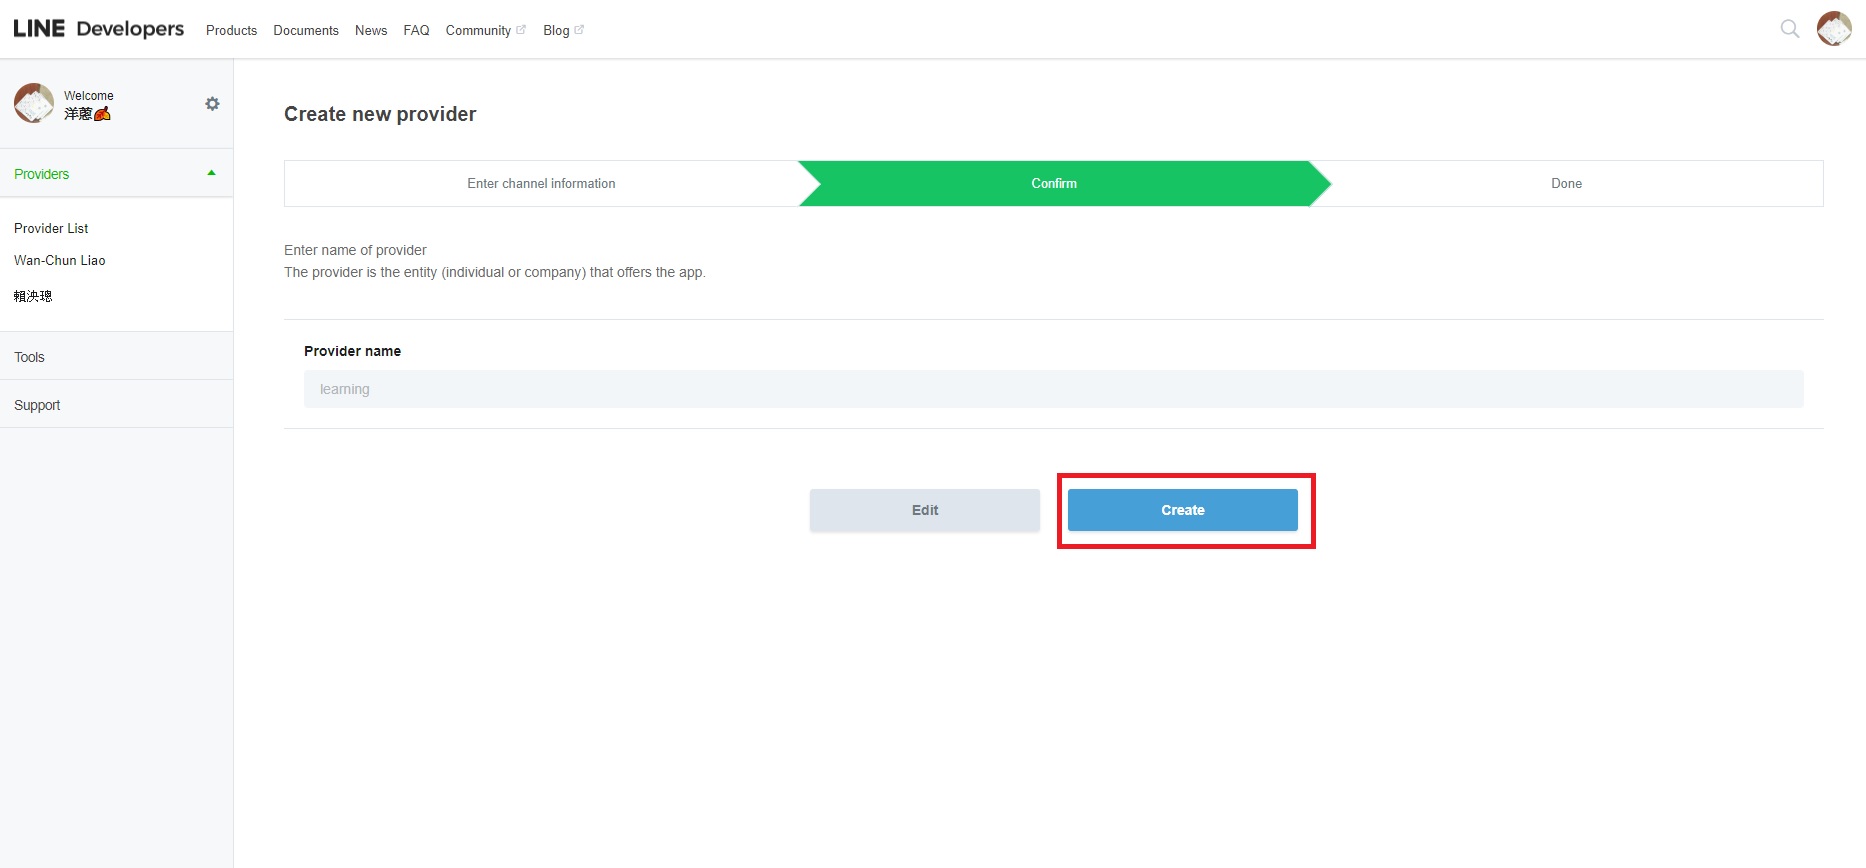 LINE Developers Products Documents News FAQ Community Blog
Welcome
洋蔥🍂
Providers
Provider List
Wan-Chun Liao
賴泱璁
Tools
Support
Create new provider
Enter channel information Confirm Done
Enter name of provider
The provider is the entity (individual or company) that offers the app.
Provider name
learning
Edit Create